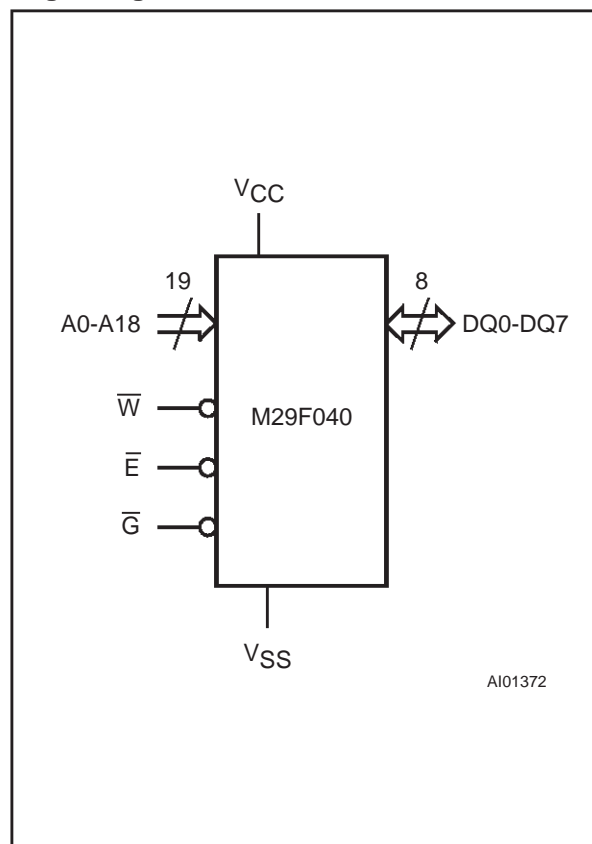 VCC
19
8
A0-A18
DQ0-DQ7
W̅
M29F040
E̅
G̅
VSS
AI01372